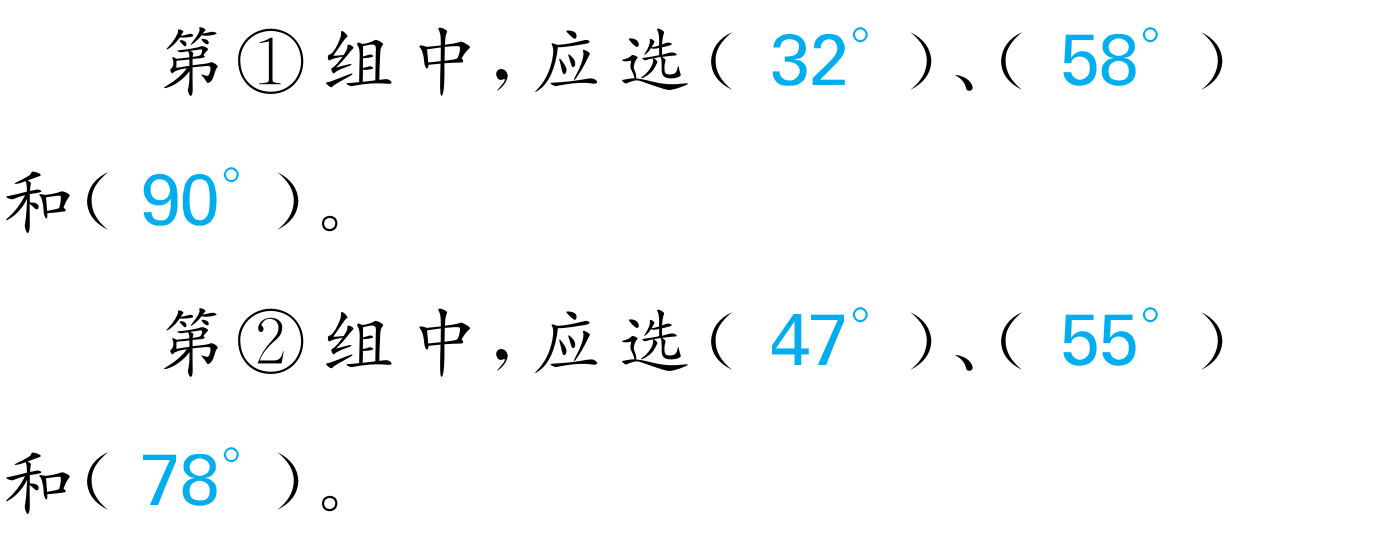 第①组中,应选( 32° )、( 58° )
和( 90° )。
第②组中,应选( 47° )、( 55° )
和( 78° )。